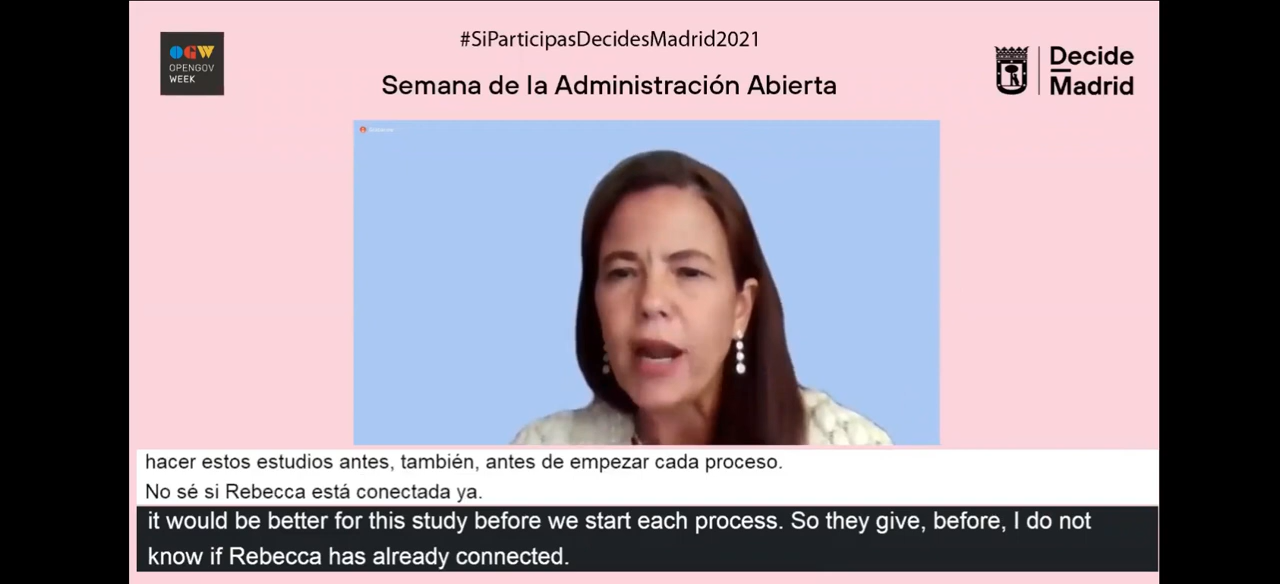 #SiParticipasDecidesMadrid2021
OGW
OPENGOV
WEEK
Semana de la Administración Abierta
Decide
Madrid
hacer estos estudios antes, también, antes de empezar cada proceso.
No sé si Rebecca está conectada ya.
it would be better for this study before we start each process. So they give, before, I do not
know if Rebecca has already connected.